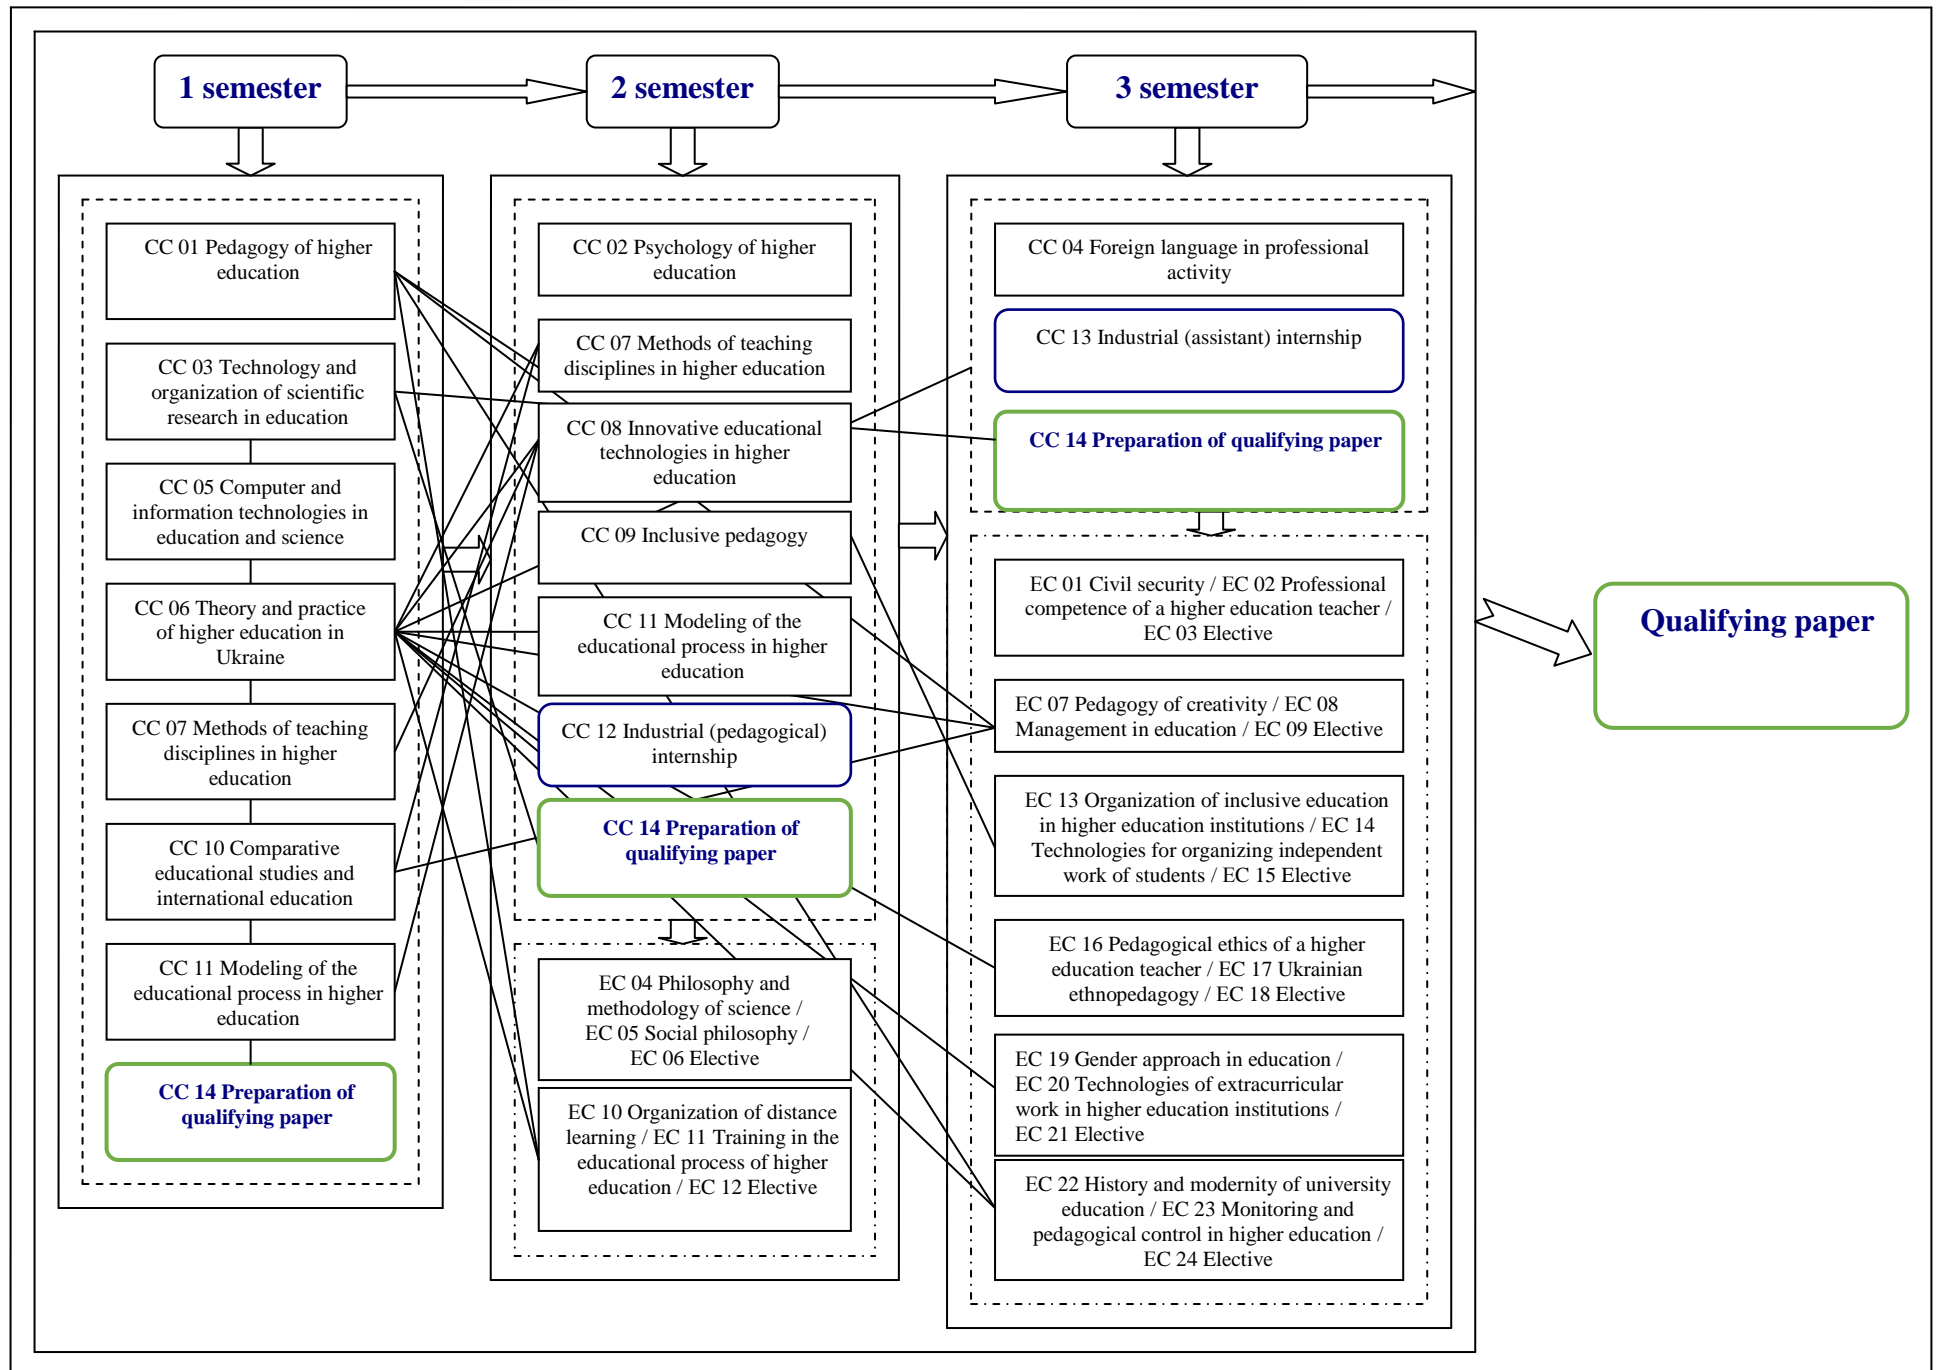 1 semester
2 semester
3 semester
CC 01 Pedagogy of higher
education
CC 03 Technology and
organization of scientific
research in education
CC 05 Computer and
information technologies in
education and science
CC 06 Theory and practice
of higher education in
Ukraine
CC 07 Methods of teaching
disciplines in higher
education
CC 10 Comparative
educational studies and
international education
CC 11 Modeling of the
educational process in higher
education
CC 14 Preparation of
qualifying paper
CC 02 Psychology of higher
education
CC 07 Methods of teaching
disciplines in higher education
CC 08 Innovative educational
technologies in higher
education
CC 09 Inclusive pedagogy
CC 11 Modeling of the
educational process in higher
education
CC 12 Industrial (pedagogical)
internship
CC 14 Preparation of
qualifying paper
EC 04 Philosophy and
methodology of science /
EC 05 Social philosophy /
EC 06 Elective
EC 10 Organization of distance
learning / EC 11 Training in the
educational process of higher
education / EC 12 Elective
CC 04 Foreign language in professional
activity
CC 13 Industrial (assistant) internship
CC 14 Preparation of qualifying paper
EC 01 Civil security / EC 02 Professional
competence of a higher education teacher /
EC 03 Elective
EC 07 Pedagogy of creativity / EC 08
Management in education / EC 09 Elective
EC 13 Organization of inclusive education
in higher education institutions / EC 14
Technologies for organizing independent
work of students / EC 15 Elective
EC 16 Pedagogical ethics of a higher
education teacher / EC 17 Ukrainian
ethnopedagogy / EC 18 Elective
EC 19 Gender approach in education /
EC 20 Technologies of extracurricular
work in higher education institutions /
EC 21 Elective
EC 22 History and modernity of university
education / EC 23 Monitoring and
pedagogical control in higher education /
EC 24 Elective
Qualifying paper